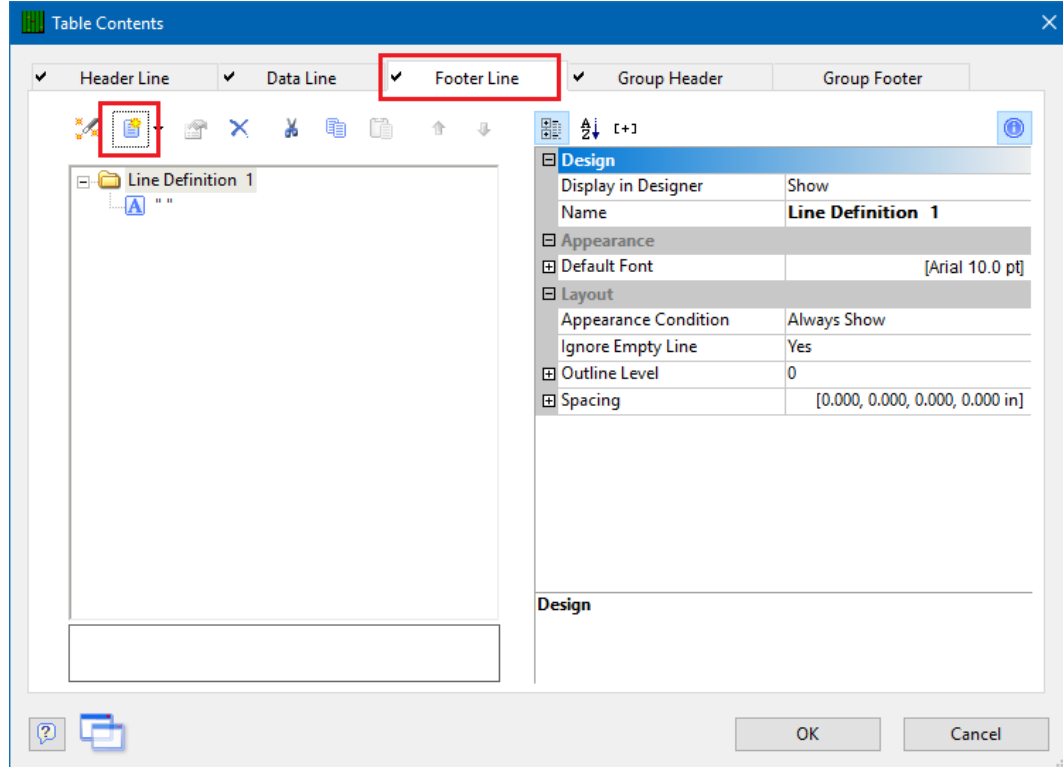 Table Contents
Header Line Data Line Footer Line Group Header Group Footer
[+]
Line Definition 1
A " "
Design
Display in Designer Show
Name Line Definition 1
Appearance
Default Font [Arial 10.0 pt]
Layout
Appearance Condition Always Show
Ignore Empty Line Yes
Outline Level 0
Spacing [0.000, 0.000, 0.000, 0.000 in]
Design
OK Cancel